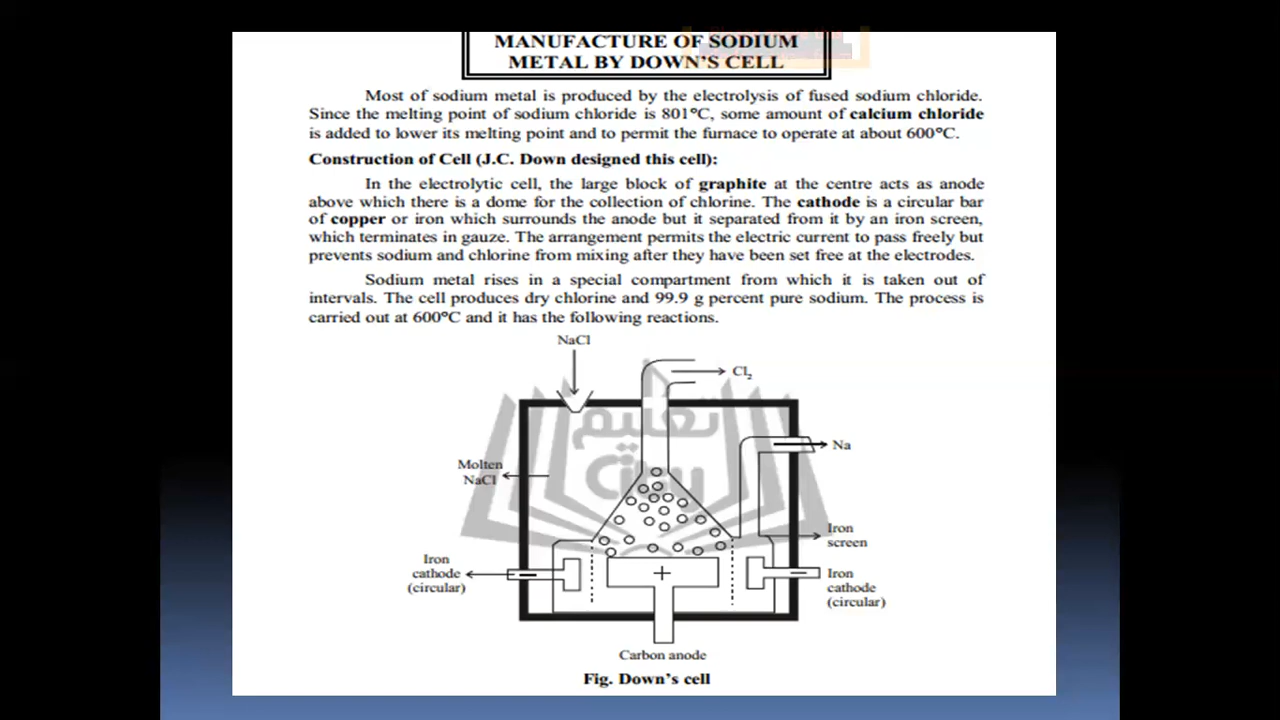 MANUFACTURE OF SODIUM
METAL BY DOWN'S CELL
Most of sodium metal is produced by the electrolysis of fused sodium chloride.
Since the melting point of sodium chloride is 801°C, some amount of calcium chloride
is added to lower its melting point and to permit the furnace to operate at about 600°C.
Construction of Cell (J.C. Down designed this cell):
In the electrolytic cell, the large block of graphite at the centre acts as anode
above which there is a dome for the collection of chlorine. The cathode is a circular bar
of copper or iron which surrounds the anode but it separated from it by an iron screen,
which terminates in gauze. The arrangement permits the electric current to pass freely but
prevents sodium and chlorine from mixing after they have been set free at the electrodes.
Sodium metal rises in a special compartment from which it is taken out of
intervals. The cell produces dry chlorine and 99.9 g percent pure sodium. The process is
carried out at 600°C and it has the following reactions.
NaCl
Cl₂
تعليم
City
Na
Molten
NaCl
Iron
screen
Iron
cathode
(circular)
+
Iron
cathode
(circular)
Carbon anode
Fig. Down's cell